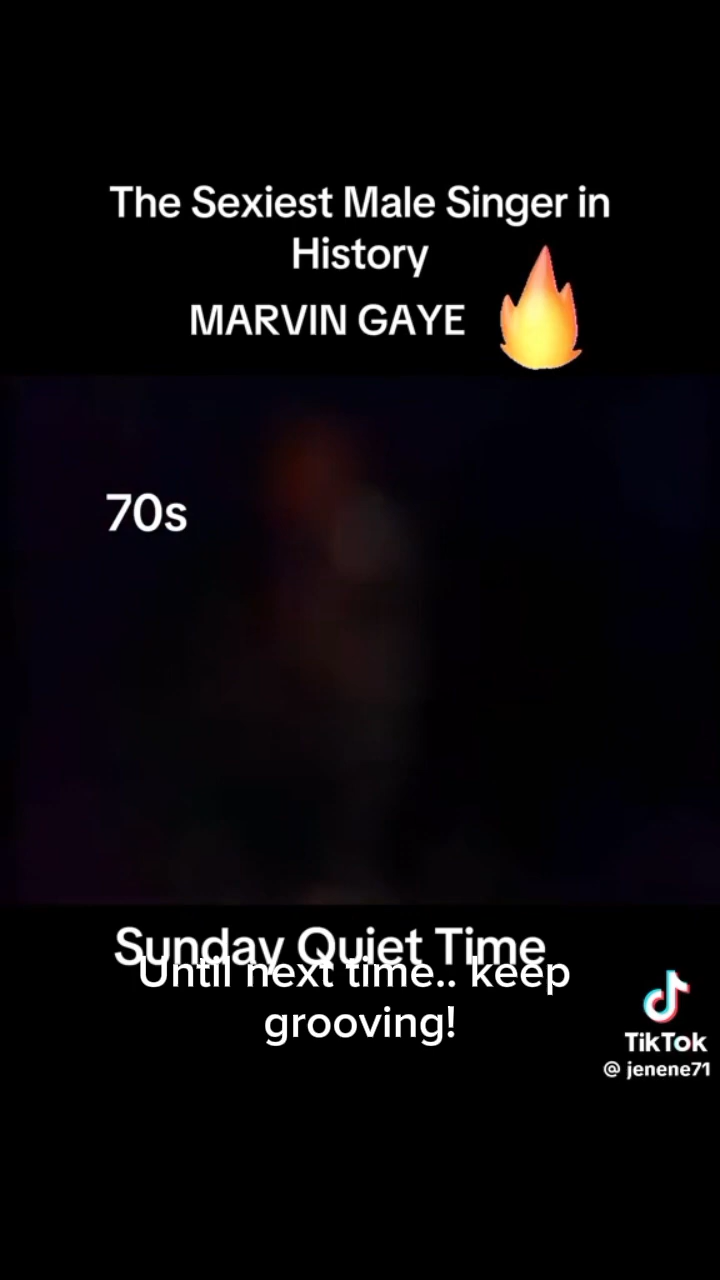 The Sexiest Male Singer in
History
MARVIN GAYE
70s
Sunday Quiet Time
Until next time.. keep
grooving!
TikTok
@ jenene71